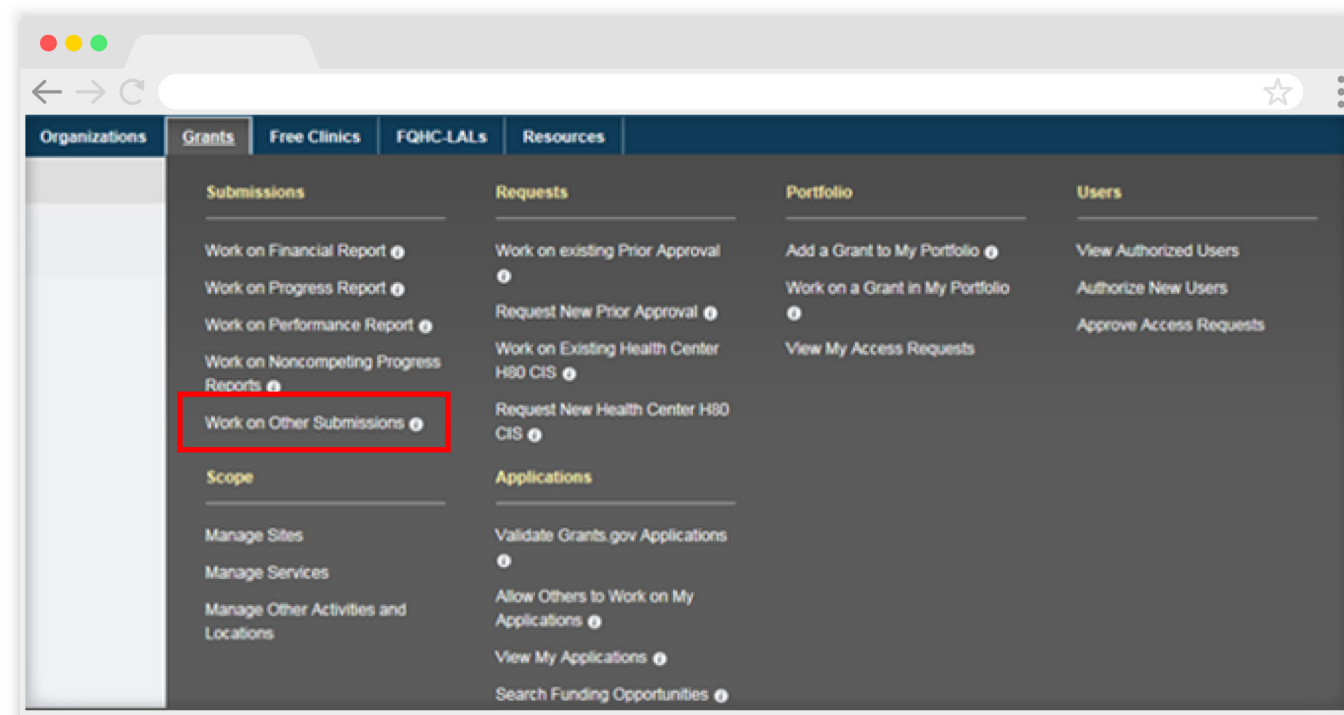 Organizations Grants Free Clinics FQHC-LALs Resources
Submissions
Work on Financial Report
Work on Progress Report
Work on Performance Report
Work on Noncompeting Progress
Reports
Work on Other Submissions
Requests
Work on existing Prior Approval
Request New Prior Approval
Work on Existing Health Center
H80 CIS
Request New Health Center H80
CIS
Portfolio
Add a Grant to My Portfolio
Work on a Grant in My Portfolio
View My Access Requests
Users
View Authorized Users
Authorize New Users
Approve Access Requests
Scope
Manage Sites
Manage Services
Manage Other Activities and
Locations
Applications
Validate Grants.gov Applications
Allow Others to Work on My
Applications
View My Applications
Search Funding Opportunities